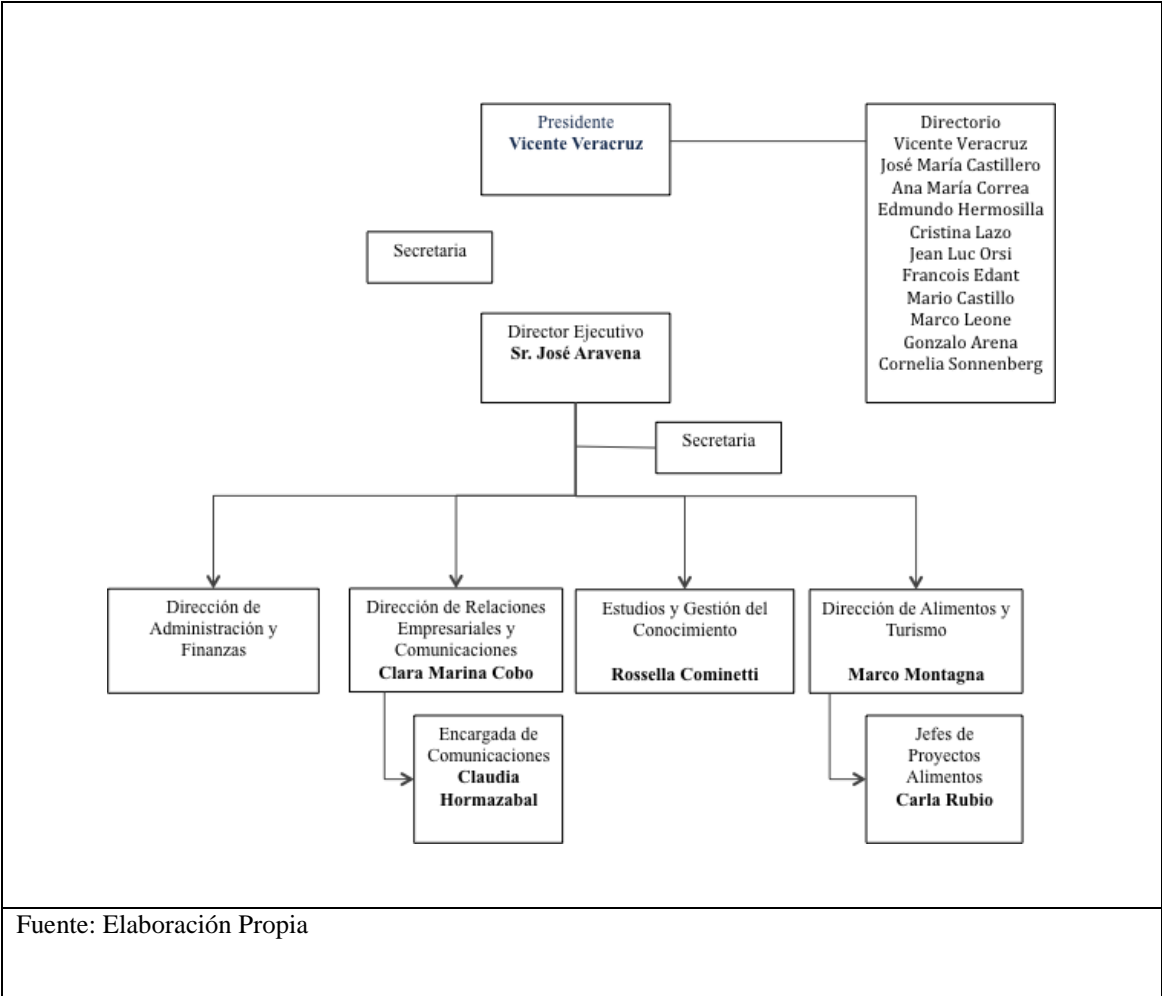 Presidente
Vicente Veracruz
Directorio
Vicente Veracruz
José María Castillero
Ana María Correa
Edmundo Hermosilla
Cristina Lazo
Jean Luc Orsi
Francois Edant
Mario Castillo
Marco Leone
Gonzalo Arena
Cornelia Sonnenberg
Secretaria
Director Ejecutivo
Sr. José Aravena
Secretaria
Dirección de
Administración y
Finanzas
Dirección de Relaciones
Empresariales y
Comunicaciones
Clara Marina Cobo
Estudios y Gestión del
Conocimiento
Rossella Cominetti
Dirección de Alimentos y
Turismo
Marco Montagna
Encargada de
Comunicaciones
Claudia
Hormazabal
Jefes de
Proyectos
Alimentos
Carla Rubio
Fuente: Elaboración Propia